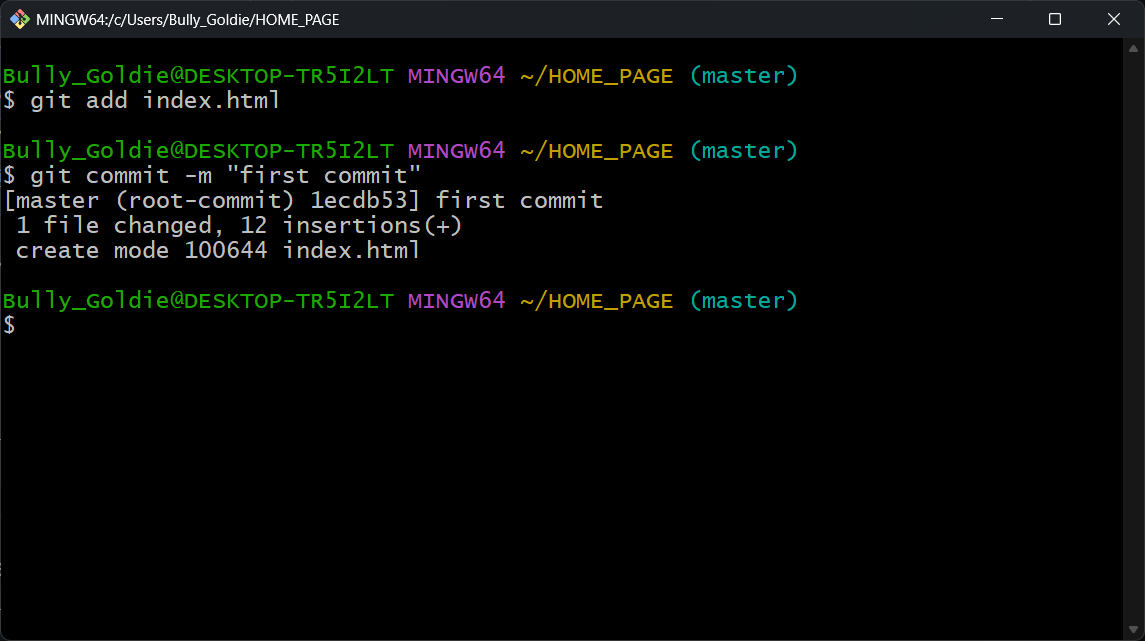 MINGW64:/c/Users/Bully_Goldie/HOME_PAGE
Bully_Goldie@DESKTOP-TR5I2LT MINGW64 ~/HOME_PAGE (master)
$ git add index.html
Bully_Goldie@DESKTOP-TR5I2LT MINGW64 ~/HOME_PAGE (master)
$ git commit -m "first commit"
[master (root-commit) 1ecdb53] first commit
 1 file changed, 12 insertions(+)
 create mode 100644 index.html
Bully_Goldie@DESKTOP-TR5I2LT MINGW64 ~/HOME_PAGE (master)
$